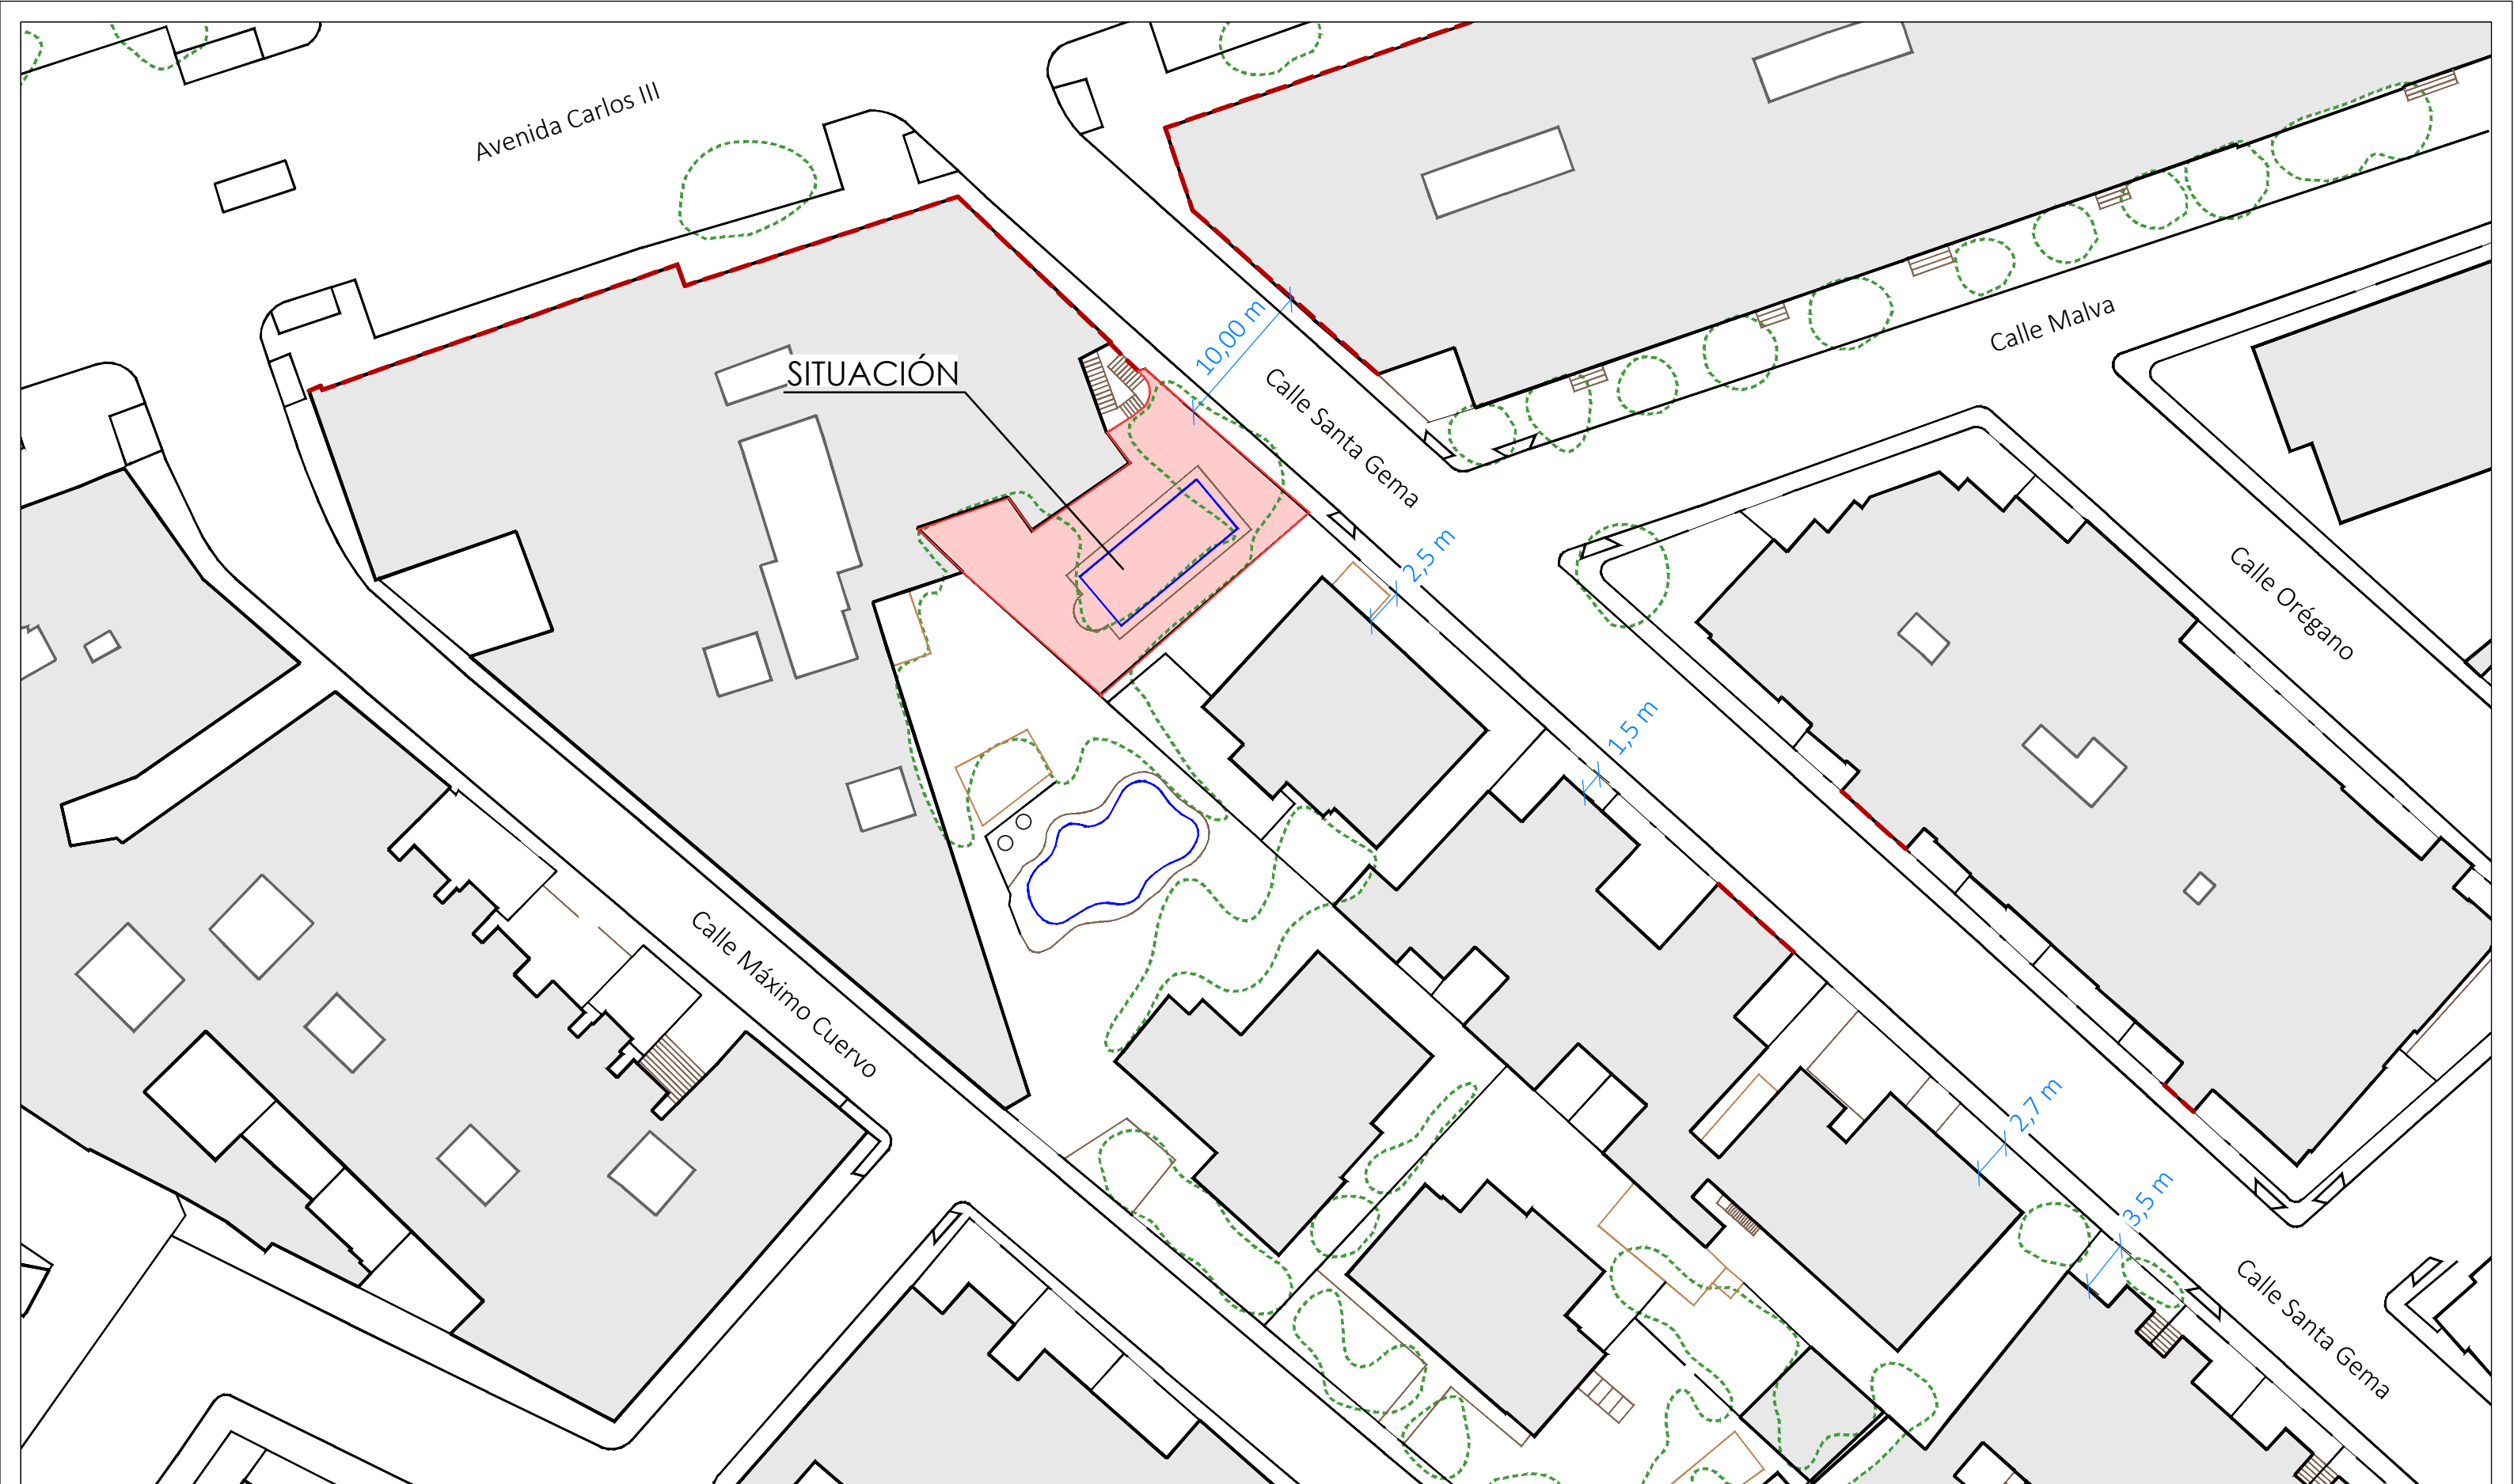 Avenida Carlos III
SITUACIÓN
10,00 m
Calle Santa Gema
Calle Malva
2,5 m
Calle Orégano
1,5 m
Calle Máximo Cuervo
2,7 m
3,5 m
Calle Santa Gema